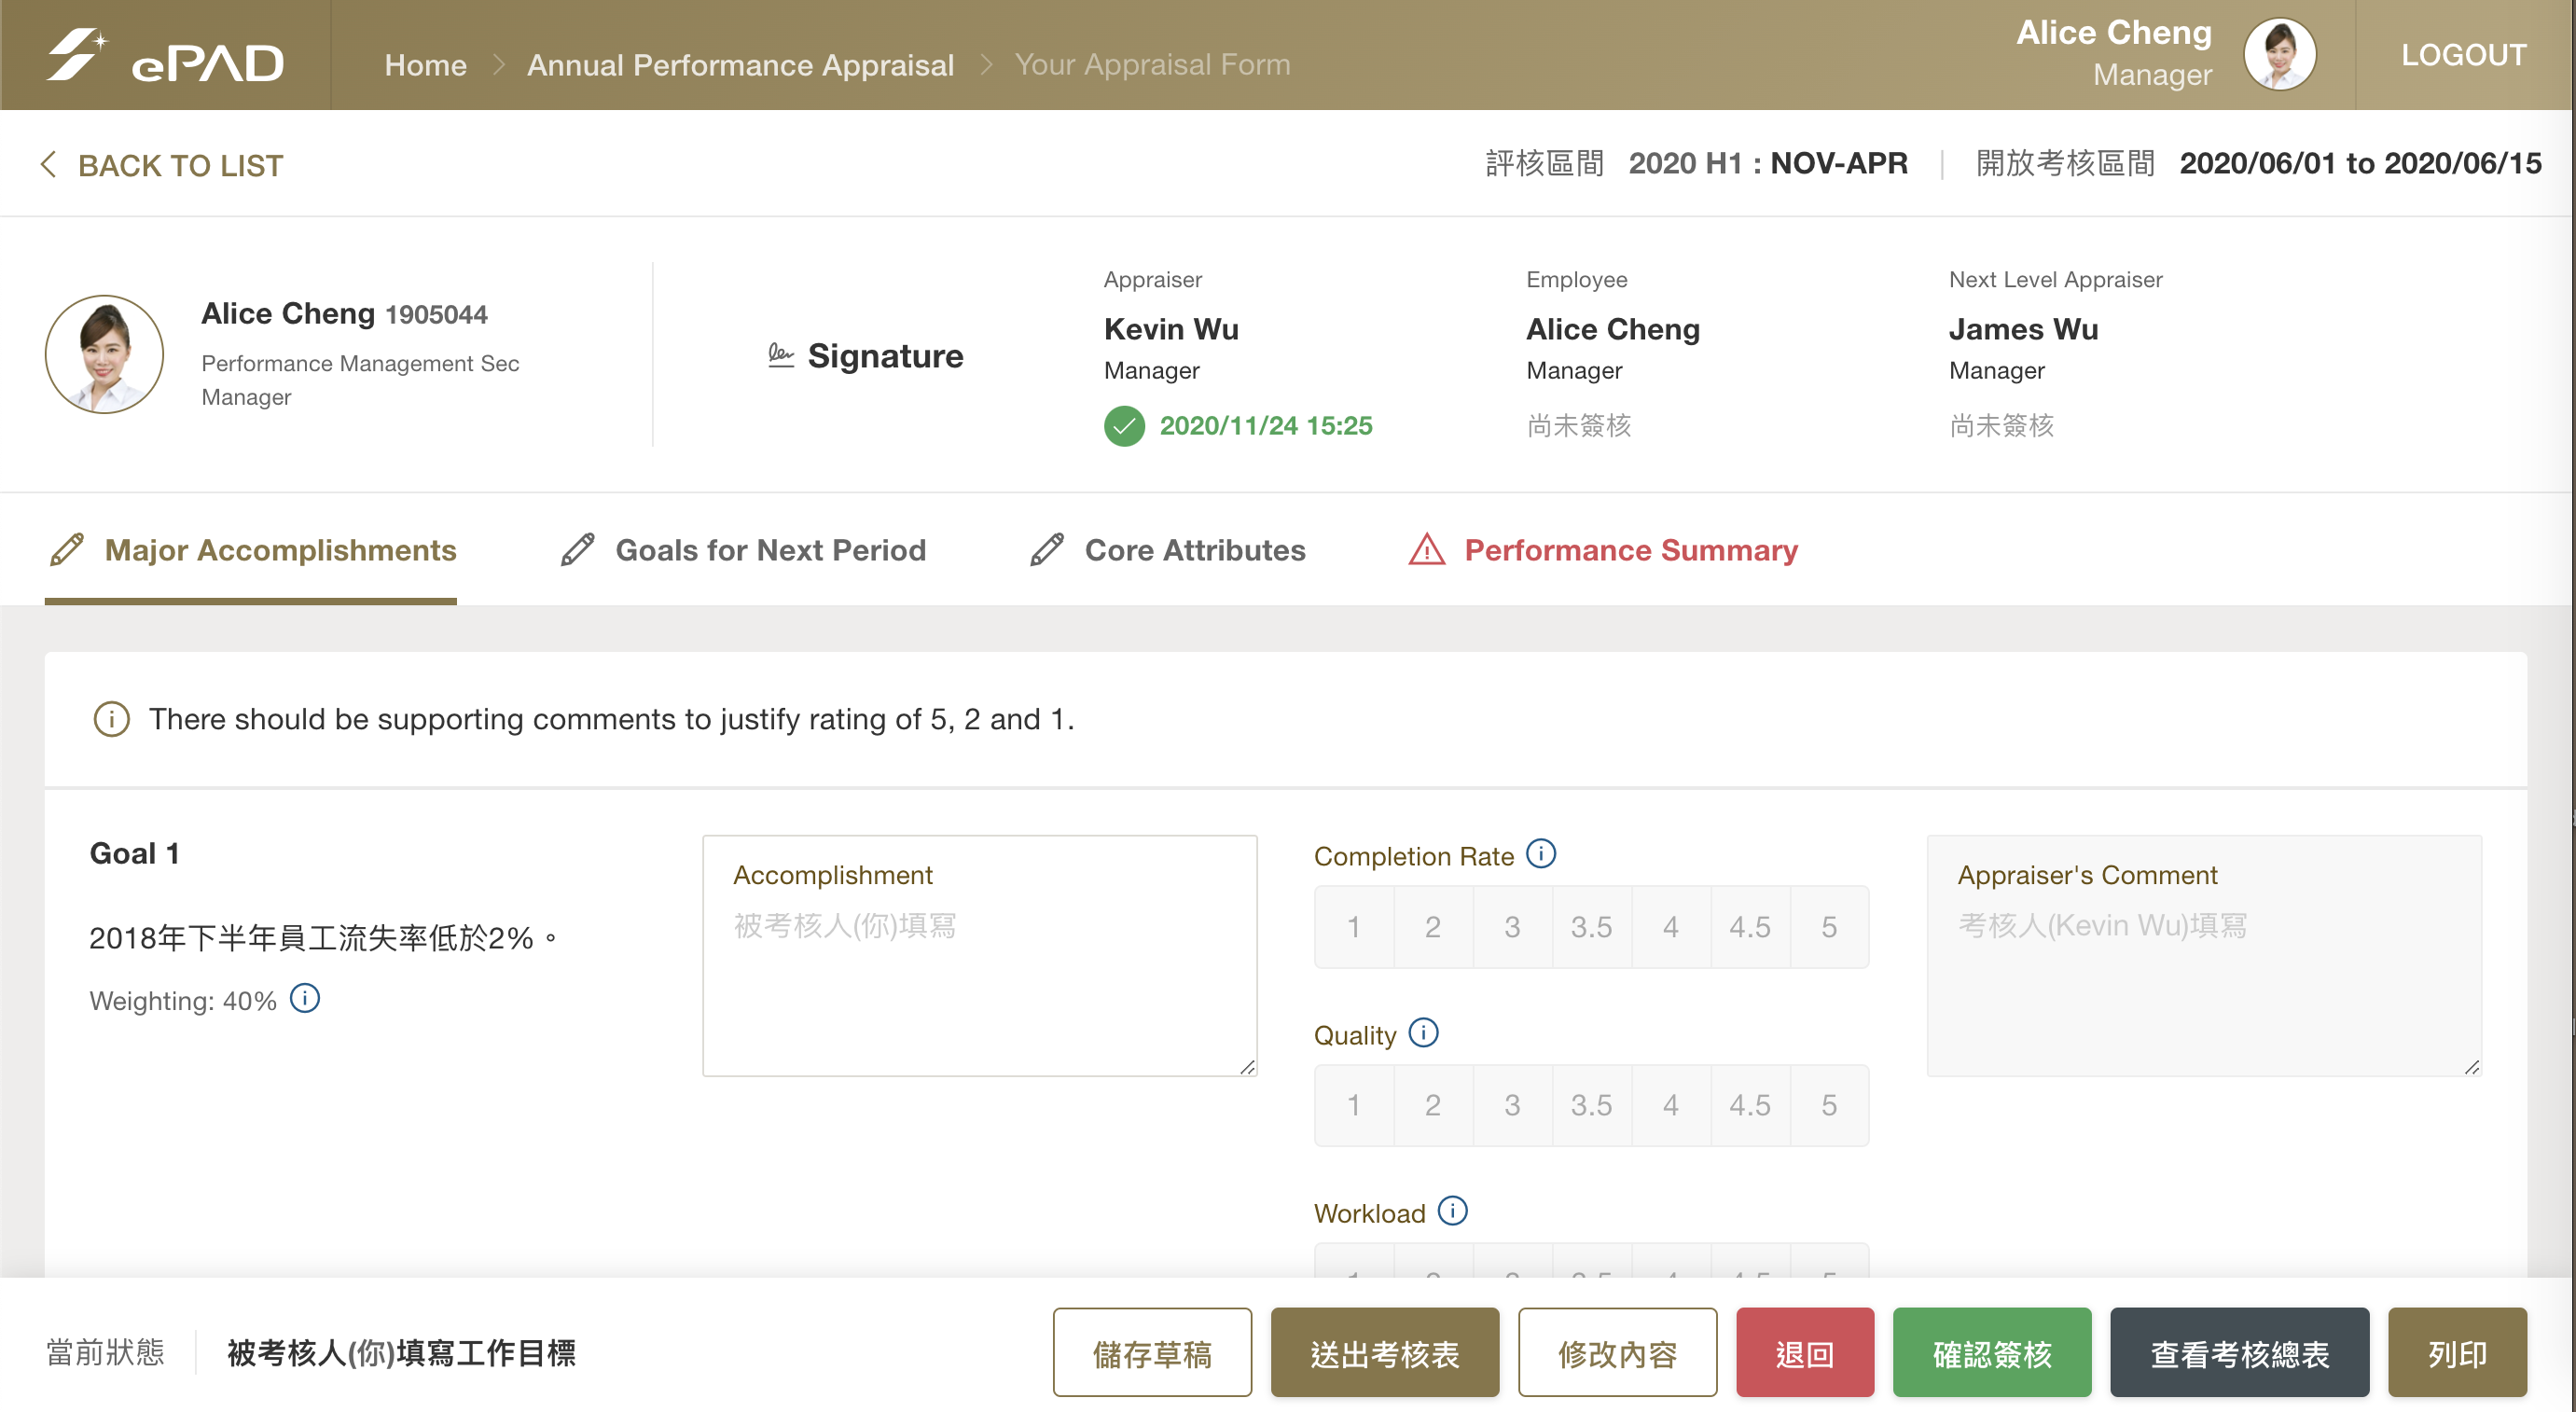 ePAD
Home > Annual Performance Appraisal > Your Appraisal Form
Alice Cheng
Manager
LOGOUT
BACK TO LIST
評核區間 2020 H1 : NOV-APR | 開放考核區間 2020/06/01 to 2020/06/15
Alice Cheng 1905044
Performance Management Sec
Manager
Signature
Appraiser
Kevin Wu
Manager
2020/11/24 15:25
Employee
Alice Cheng
Manager
尚未簽核
Next Level Appraiser
James Wu
Manager
尚未簽核
Major Accomplishments
Goals for Next Period
Core Attributes
Performance Summary
There should be supporting comments to justify rating of 5, 2 and 1.
Goal 1
2018年下半年員工流失率低於2%。
Weighting: 40%
Accomplishment
被考核人(你)填寫
Completion Rate
1 2 3 3.5 4 4.5 5
Quality
1 2 3 3.5 4 4.5 5
Workload
1 2 3 3.5 4 4.5 5
Appraiser's Comment
考核人(Kevin Wu)填寫
當前狀態 被考核人(你)填寫工作目標
儲存草稿
送出考核表
修改內容
退回
確認簽核
查看考核總表
列印